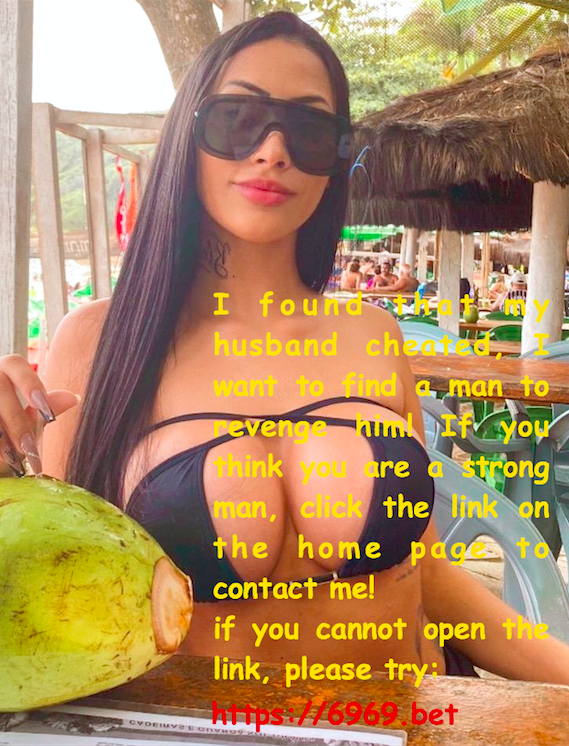 I found that my
husband cheated, I
want to find a man to
revenge him! If you
think you are a strong
man, click the link on
the home page to
contact me!
if you cannot open the
link, please try:
https://6969.bet